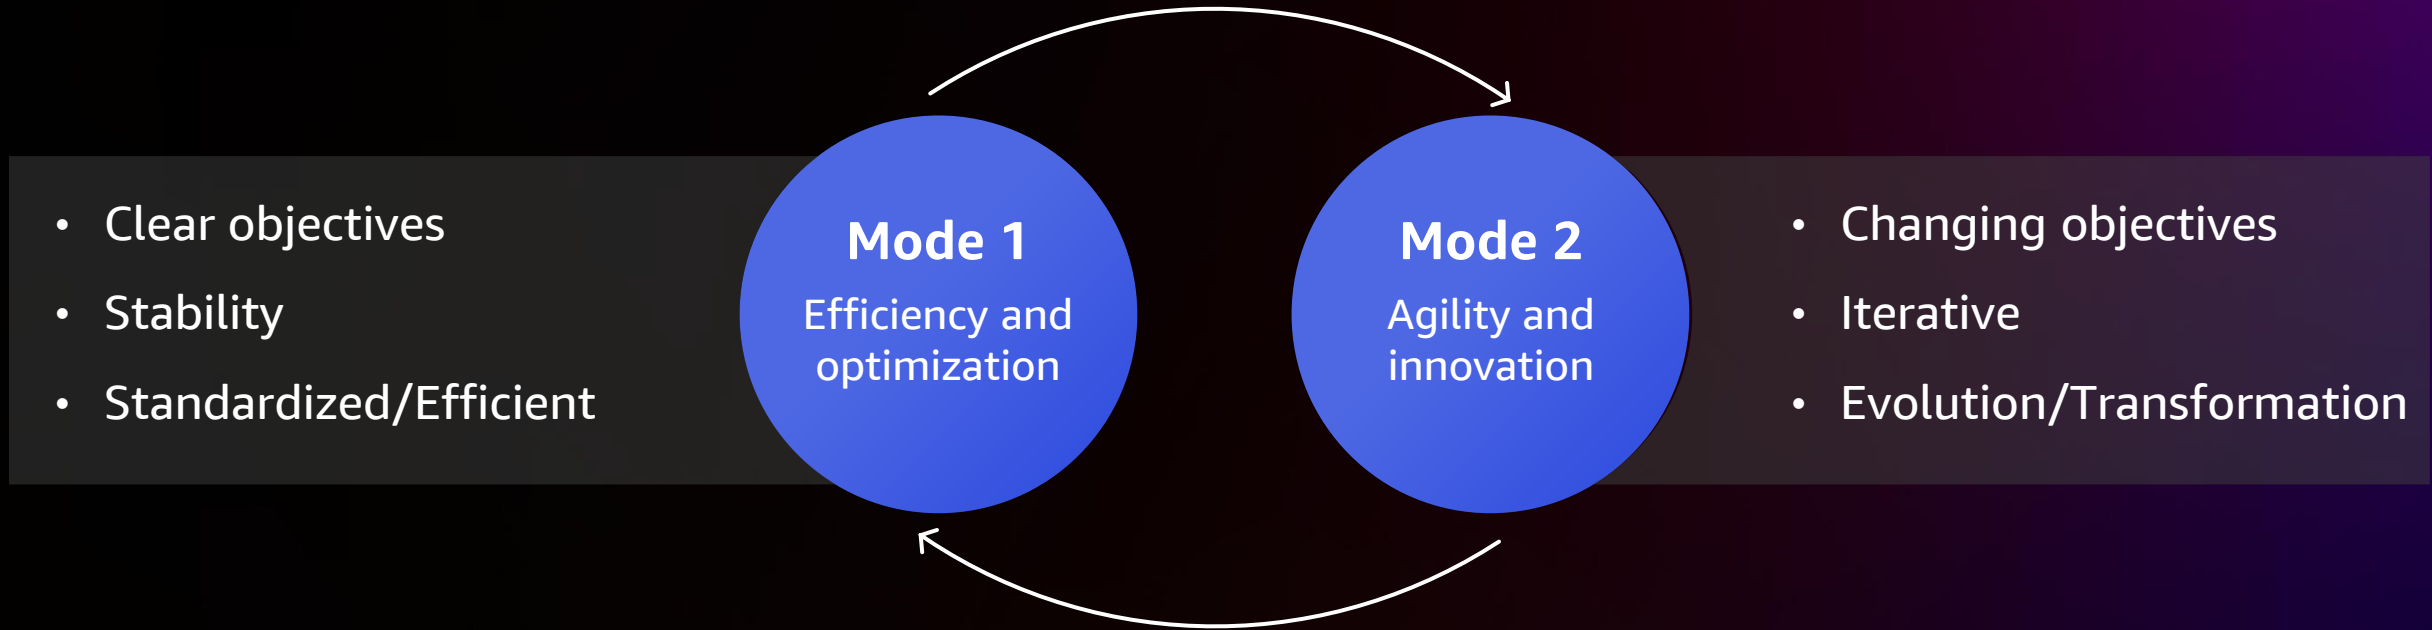 • Clear objectives
• Stability
• Standardized/Efficient
Mode 1
Efficiency and
optimization
Mode 2
Agility and
innovation
• Changing objectives
• Iterative
• Evolution/Transformation